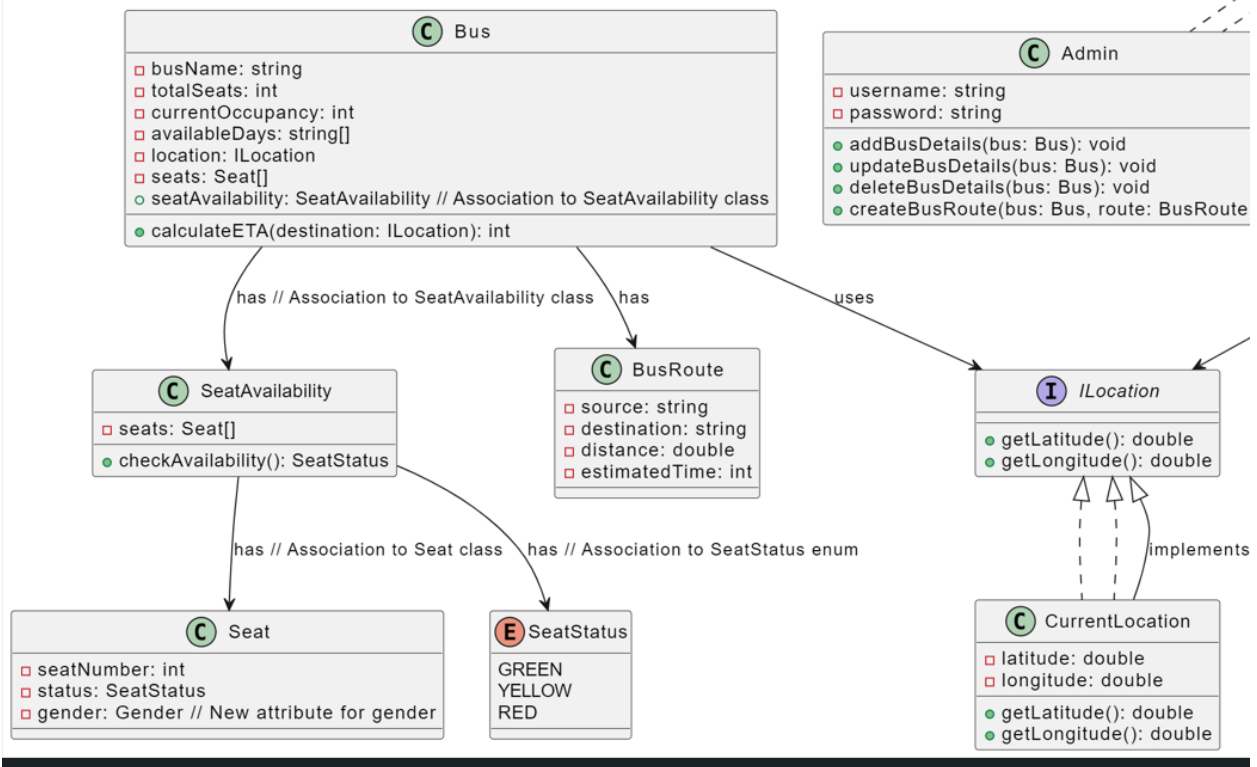 C Bus
busName: string
totalSeats: int
currentOccupancy: int
availableDays: string[]
location: ILocation
seats: Seat[]
seatAvailability: SeatAvailability // Association to SeatAvailability class
calculateETA(destination: ILocation): int
C Admin
username: string
password: string
addBusDetails(bus: Bus): void
updateBusDetails(bus: Bus): void
deleteBusDetails(bus: Bus): void
createBusRoute(bus: Bus, route: BusRoute
has // Association to SeatAvailability class
has
uses
C SeatAvailability
seats: Seat[]
checkAvailability(): SeatStatus
C BusRoute
source: string
destination: string
distance: double
estimatedTime: int
I ILocation
getLatitude(): double
getLongitude(): double
has // Association to Seat class
has // Association to SeatStatus enum
implements
C Seat
seatNumber: int
status: SeatStatus
gender: Gender // New attribute for gender
E SeatStatus
GREEN
YELLOW
RED
C CurrentLocation
latitude: double
longitude: double
getLatitude(): double
getLongitude(): double